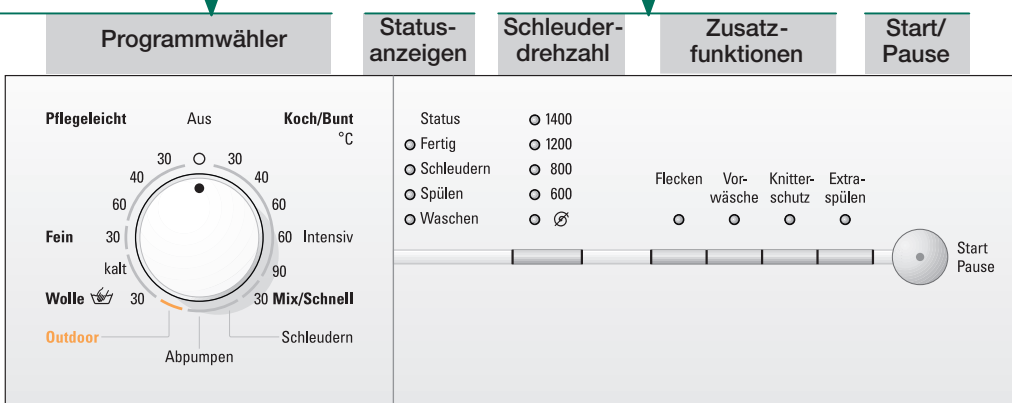 Programmwähler
Status-
anzeigen
Schleuder-
drehzahl
Zusatz-
funktionen
Start/
Pause
Pflegeleicht
Aus
Koch/Bunt
°C
30
30
40
40
60
60
Fein
30
60 Intensiv
kalt
90
Wolle
30
30 Mix/Schnell
Outdoor
Schleudern
Abpumpen
Status
Fertig
Schleudern
Spülen
Waschen
1400
1200
800
600
Flecken
Vor-
wäsche
Knitter-
schutz
Extra-
spülen
Start
Pause